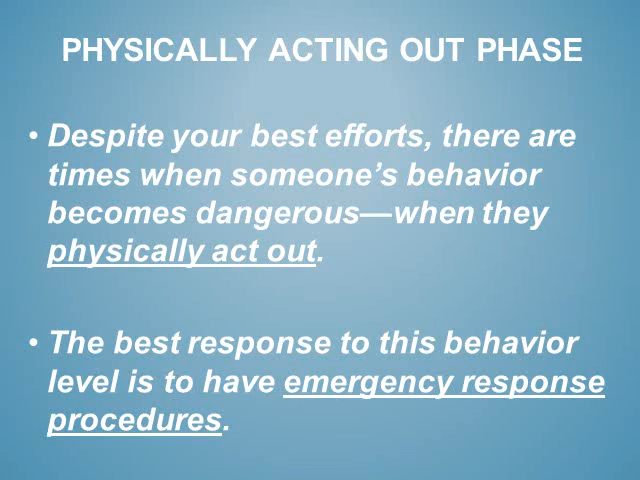 PHYSICALLY ACTING OUT PHASE
• Despite your best efforts, there are
times when someone's behavior
becomes dangerous—when they
physically act out.
• The best response to this behavior
level is to have emergency response
procedures.